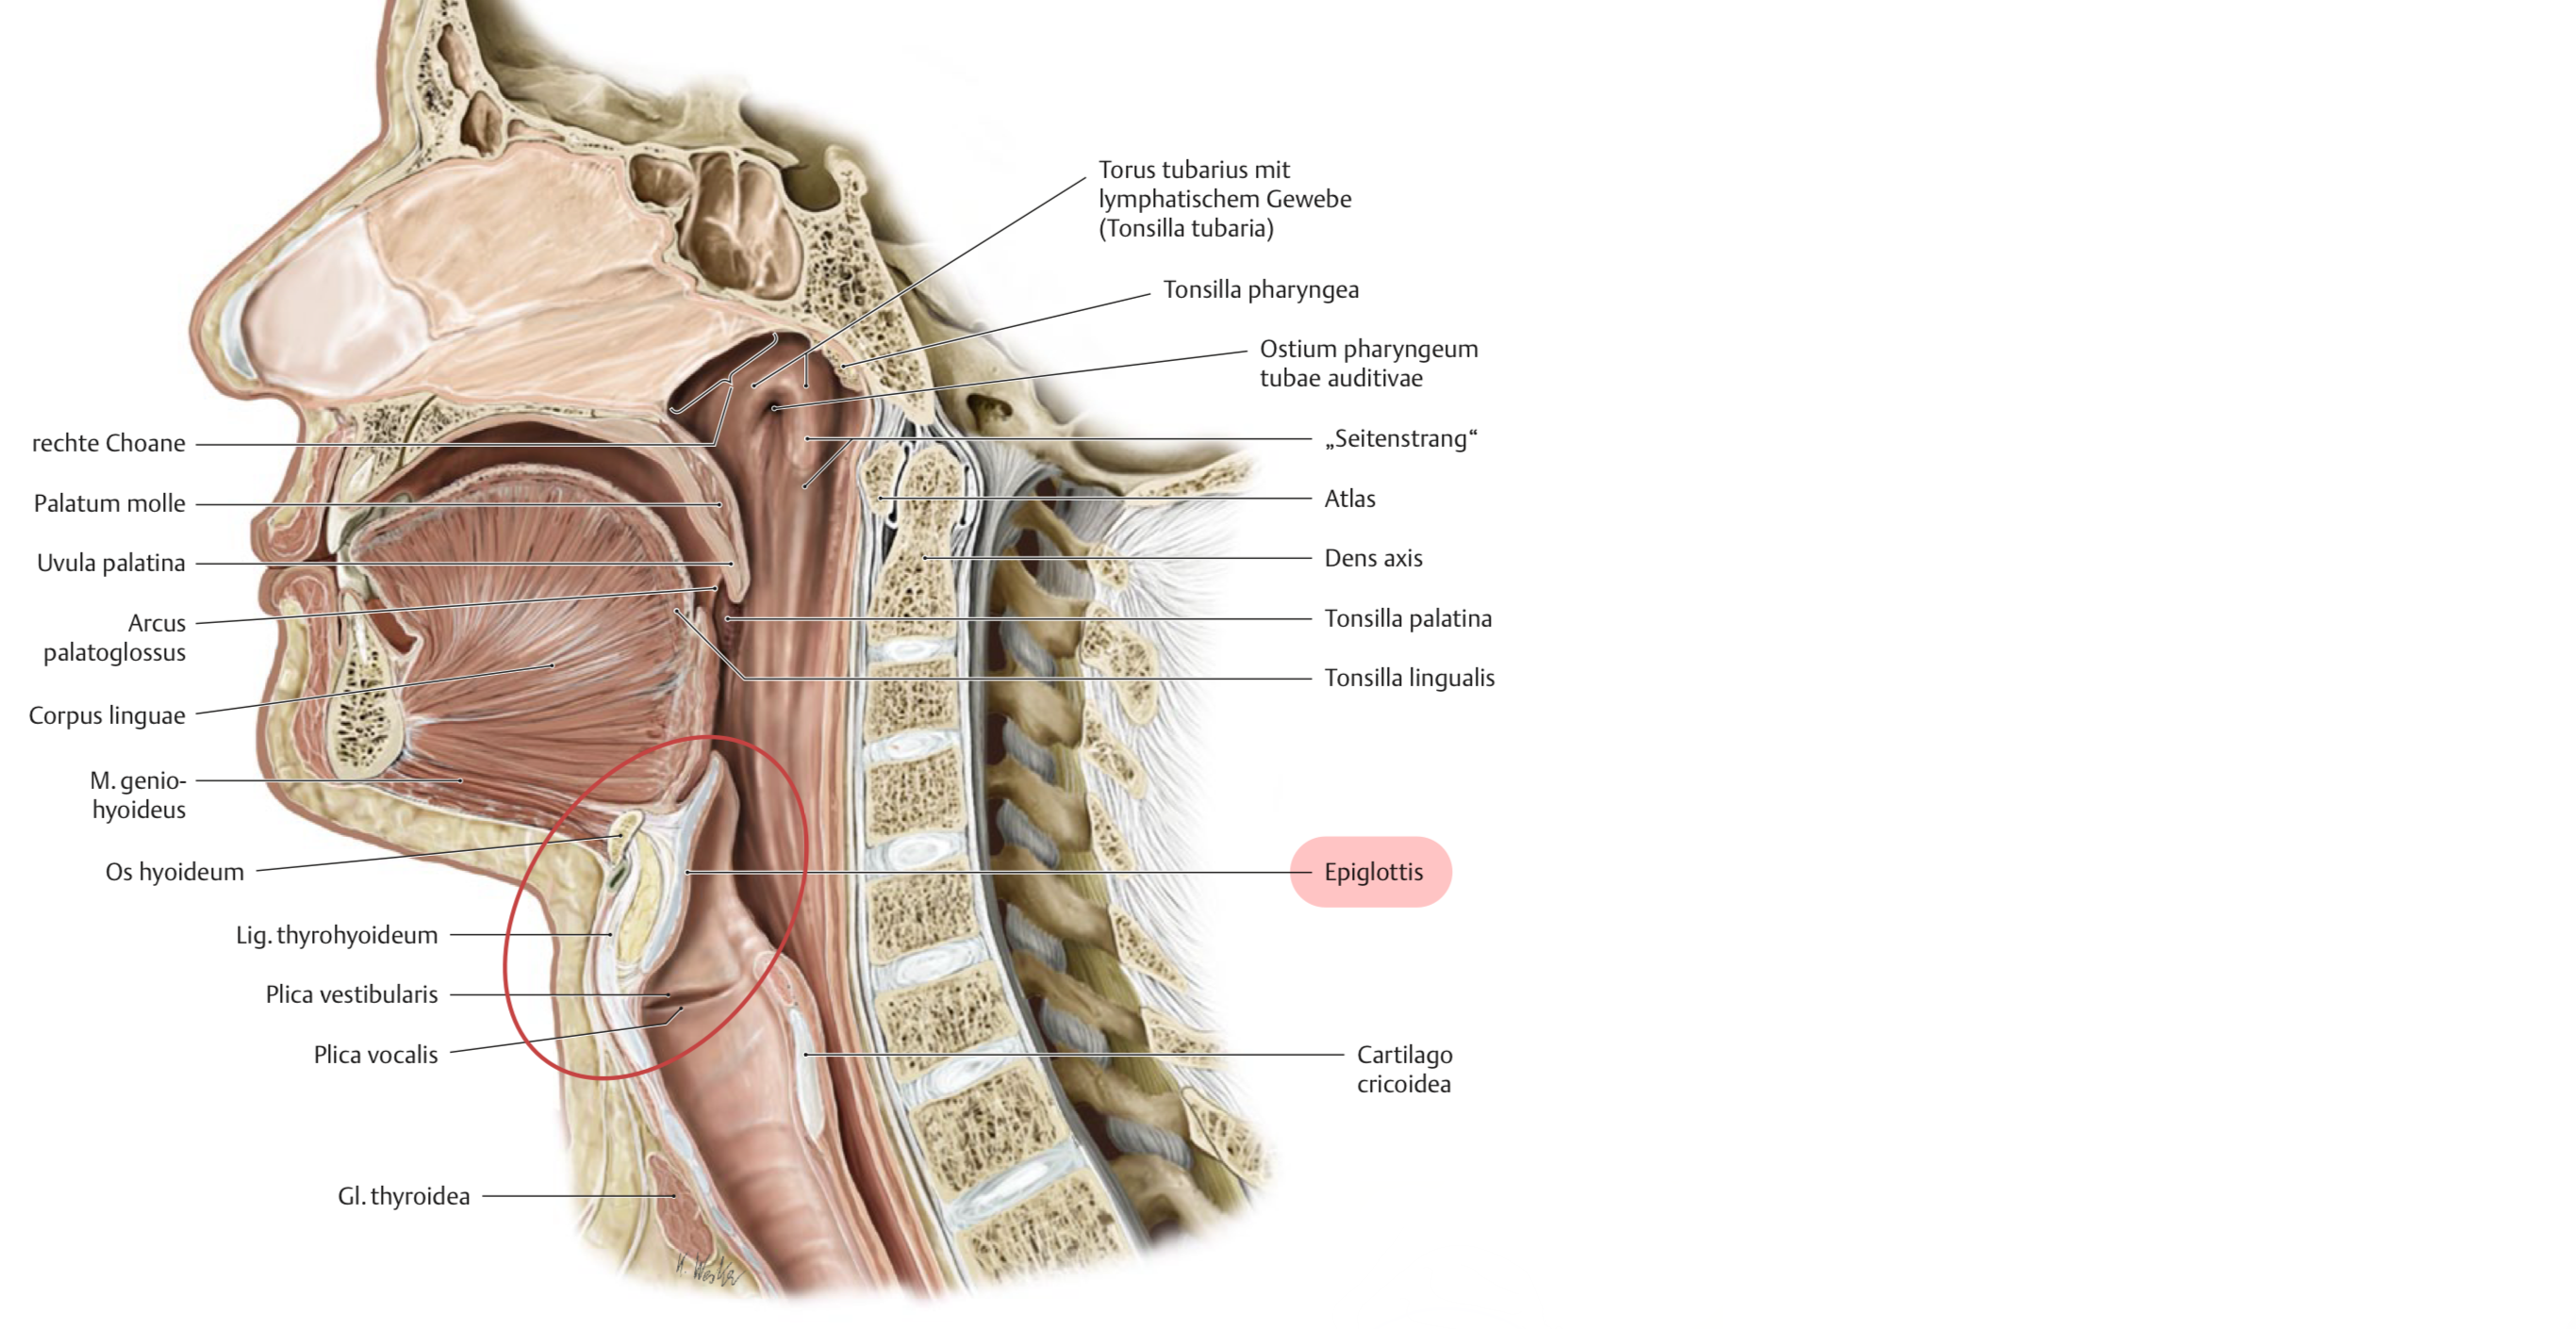 Torus tubarius mit
lymphatischem Gewebe
(Tonsilla tubaria)
Tonsilla pharyngea
Ostium pharyngeum
tubae auditivae
„Seitenstrang“
Atlas
Dens axis
Tonsilla palatina
Tonsilla lingualis
Epiglottis
Cartilago
cricoidea
rechte Choane
Palatum molle
Uvula palatina
Arcus
palatoglossus
Corpus linguae
M. genio-
hyoideus
Os hyoideum
Lig. thyrohyoideum
Plica vestibularis
Plica vocalis
Gl. thyroidea